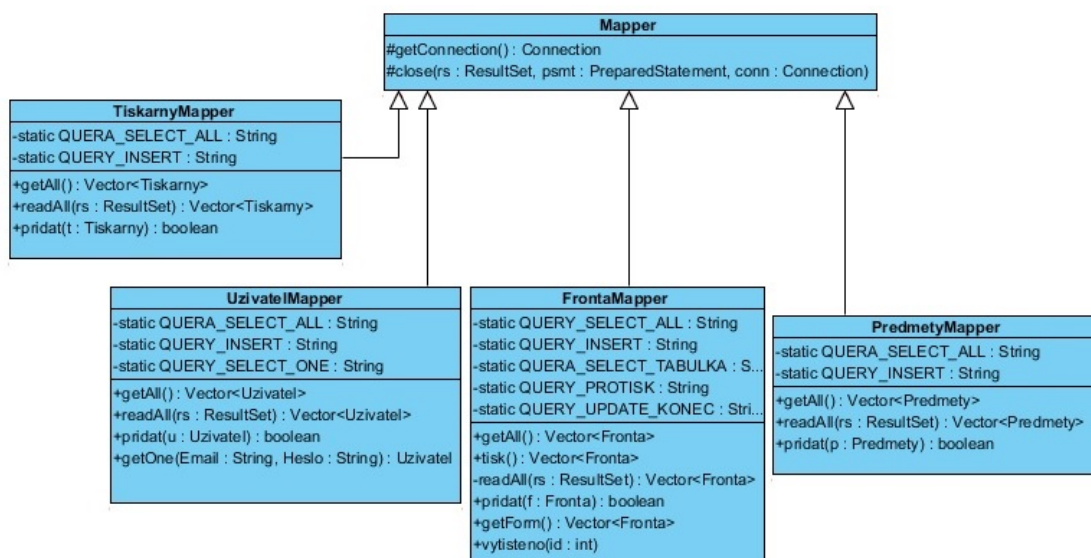 Mapper
#getConnection() : Connection
#close(rs : ResultSet, psmt : PreparedStatement, conn : Connection)
TiskarnyMapper
-static QUERA_SELECT_ALL : String
-static QUERY_INSERT : String
+getAll() : Vector<Tiskarny>
+readAll(rs : ResultSet) : Vector<Tiskarny>
+pridat(t : Tiskarny) : boolean
UzivatelMapper
-static QUERA_SELECT_ALL : String
-static QUERY_INSERT : String
-static QUERY_SELECT_ONE : String
+getAll() : Vector<Uzivatel>
+readAll(rs : ResultSet) : Vector<Uzivatel>
+pridat(u : Uzivatel) : boolean
+getOne(Email : String, Heslo : String) : Uzivatel
FrontaMapper
-static QUERY_SELECT_ALL : String
-static QUERY_INSERT : String
-static QUERA_SELECT_TABULKA : S...
-static QUERY_PROTISK : String
-static QUERY_UPDATE_KONEC : Stri...
+getAll() : Vector<Fronta>
+tisk() : Vector<Fronta>
-readAll(rs : ResultSet) : Vector<Fronta>
+pridat(f : Fronta) : boolean
+getForm() : Vector<Fronta>
+vytisteno(id : int)
PredmetyMapper
-static QUERA_SELECT_ALL : String
-static QUERY_INSERT : String
+getAll() : Vector<Predmety>
+readAll(rs : ResultSet) : Vector<Predmety>
+pridat(p : Predmety) : boolean